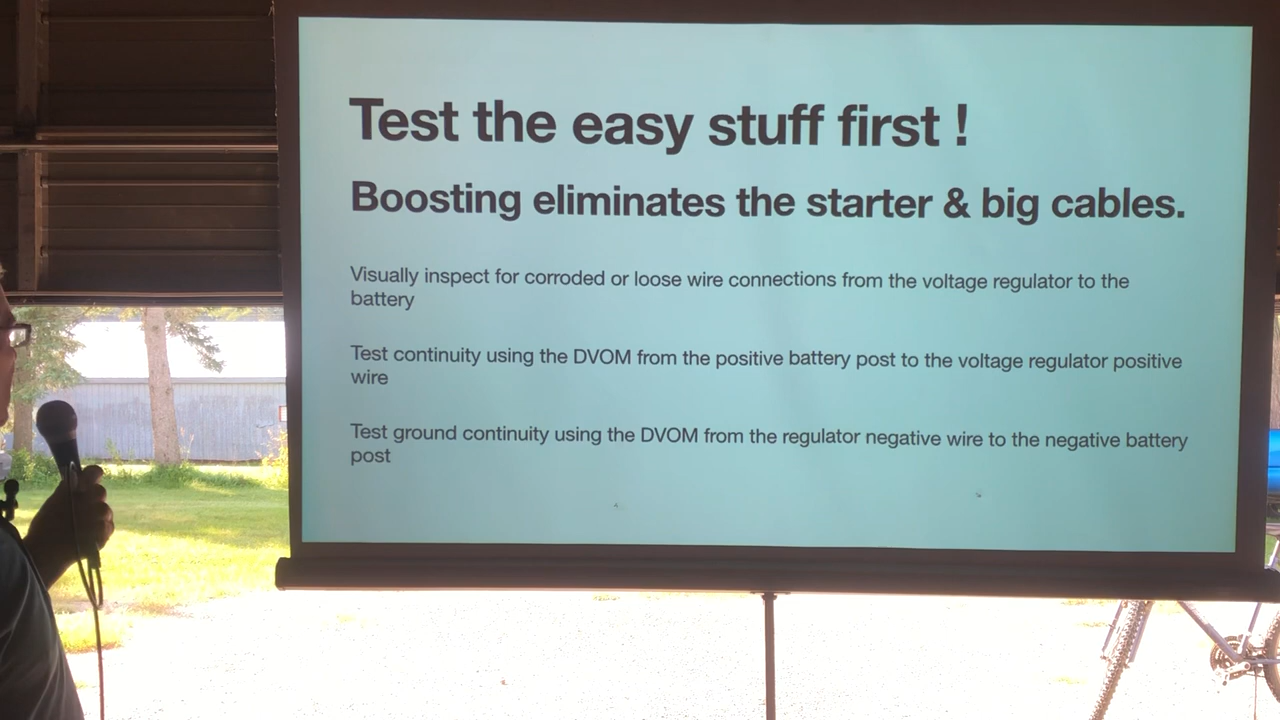 Test the easy stuff first !
Boosting eliminates the starter & big cables.
Visually inspect for corroded or loose wire connections from the voltage regulator to the
battery
Test continuity using the DVOM from the positive battery post to the voltage regulator positive
wire
Test ground continuity using the DVOM from the regulator negative wire to the negative battery
post